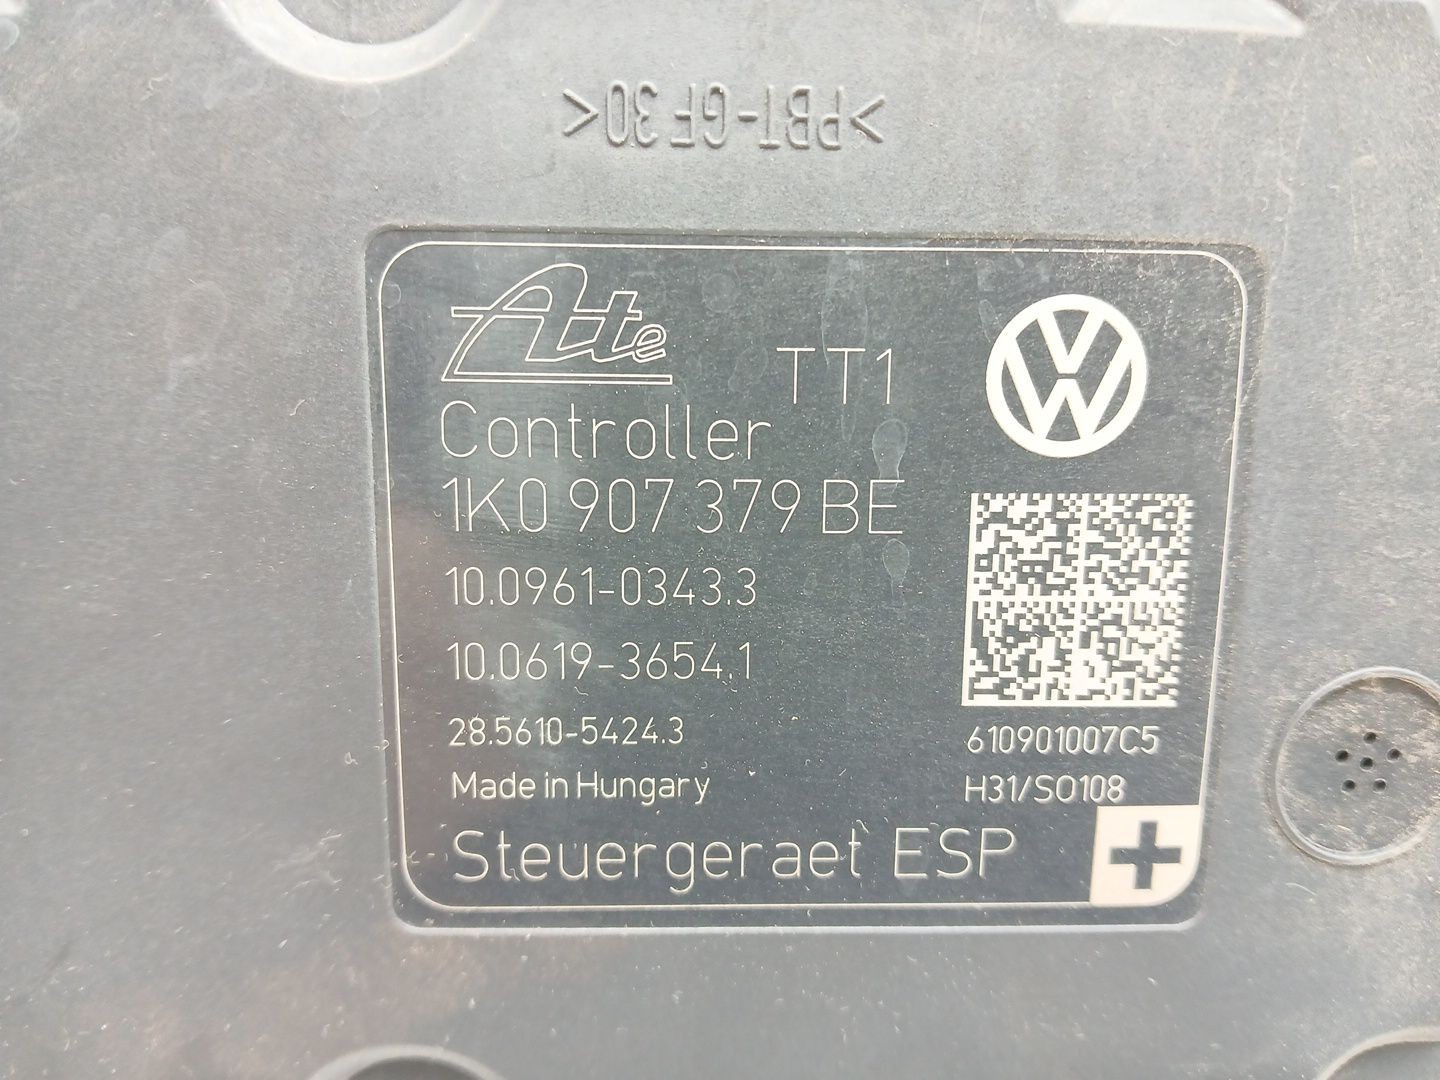 >PBT-GF30<
Ate
TT1
Controller
1K0 907 379 BE
10.0961-0343.3
10.0619-3654.1
28.5610-5424.3
610901007C5
Made in Hungary
H31/SO108
Steuergeraet ESP